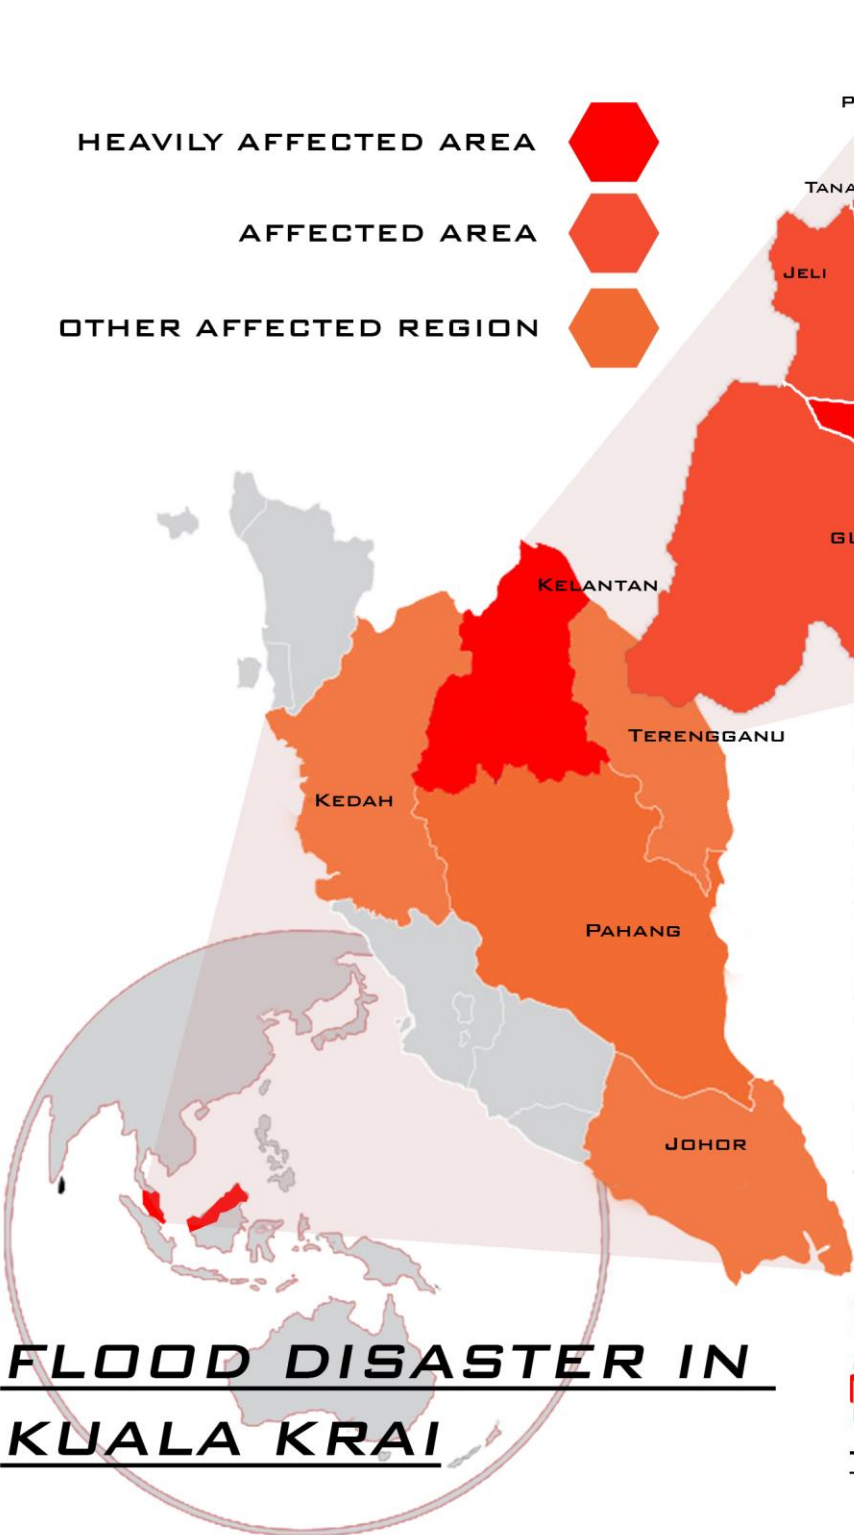 HEAVILY AFFECTED AREA
AFFECTED AREA
OTHER AFFECTED REGION
JELI
KELANTAN
TERENGGANU
KEDAH
PAHANG
JOHOR
FLOOD DISASTER IN
KUALA KRAI